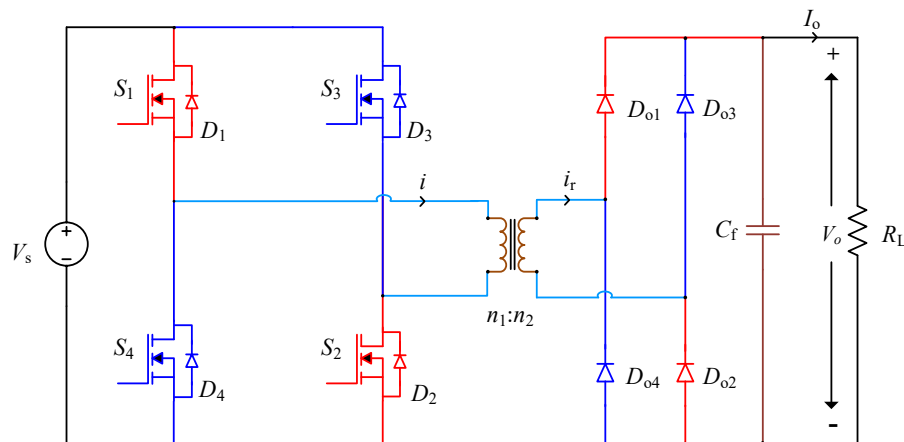 I_o
+
S_1
S_3
D_o1
D_o3
D_1
D_3
i
i_r
+
−
V_s
C_f
V_o
R_L
n_1:n_2
S_4
S_2
D_4
D_2
D_o4
D_o2
-